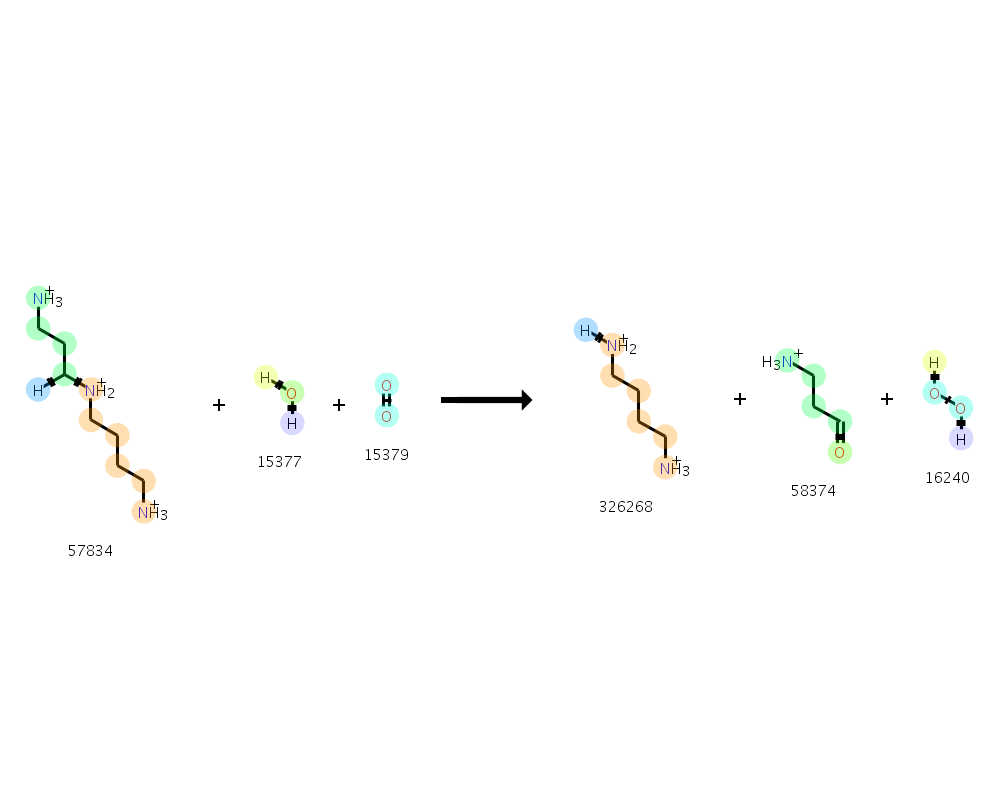 NH3+
H
NH2+
NH3+
57834
+
H
O
H
15377
+
O
O
15379
H
NH2+
NH3+
326268
+
H3N+
O
58374
+
H
O
O
H
16240